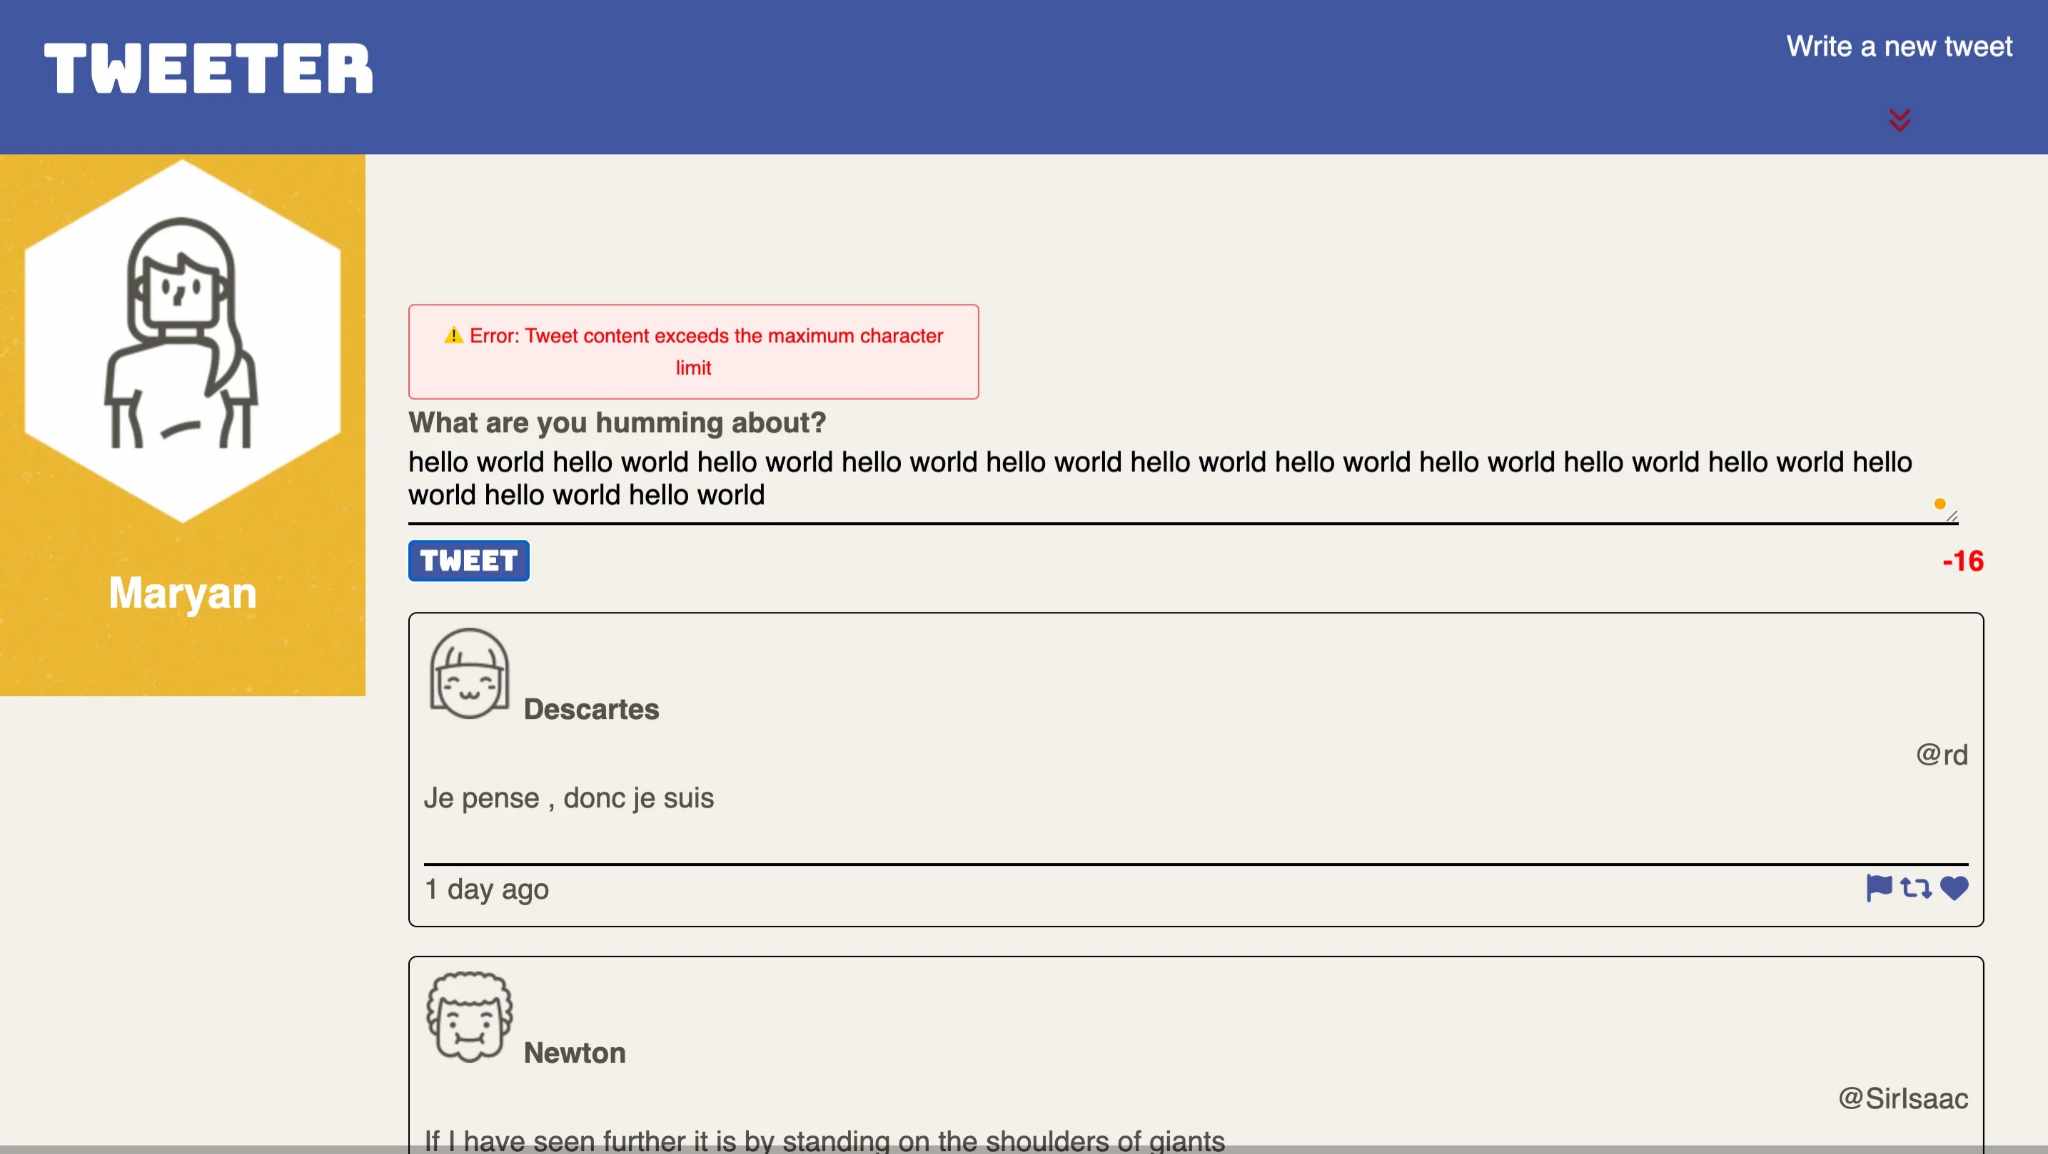 TWEETER
Write a new tweet
Maryan
⚠ Error: Tweet content exceeds the maximum character
limit
What are you humming about?
hello world hello world hello world hello world hello world hello world hello world hello world hello world hello world hello
world hello world hello world
TWEET
-16
Descartes
@rd
Je pense , donc je suis
1 day ago
Newton
@SirIsaac
If I have seen further it is by standing on the shoulders of giants